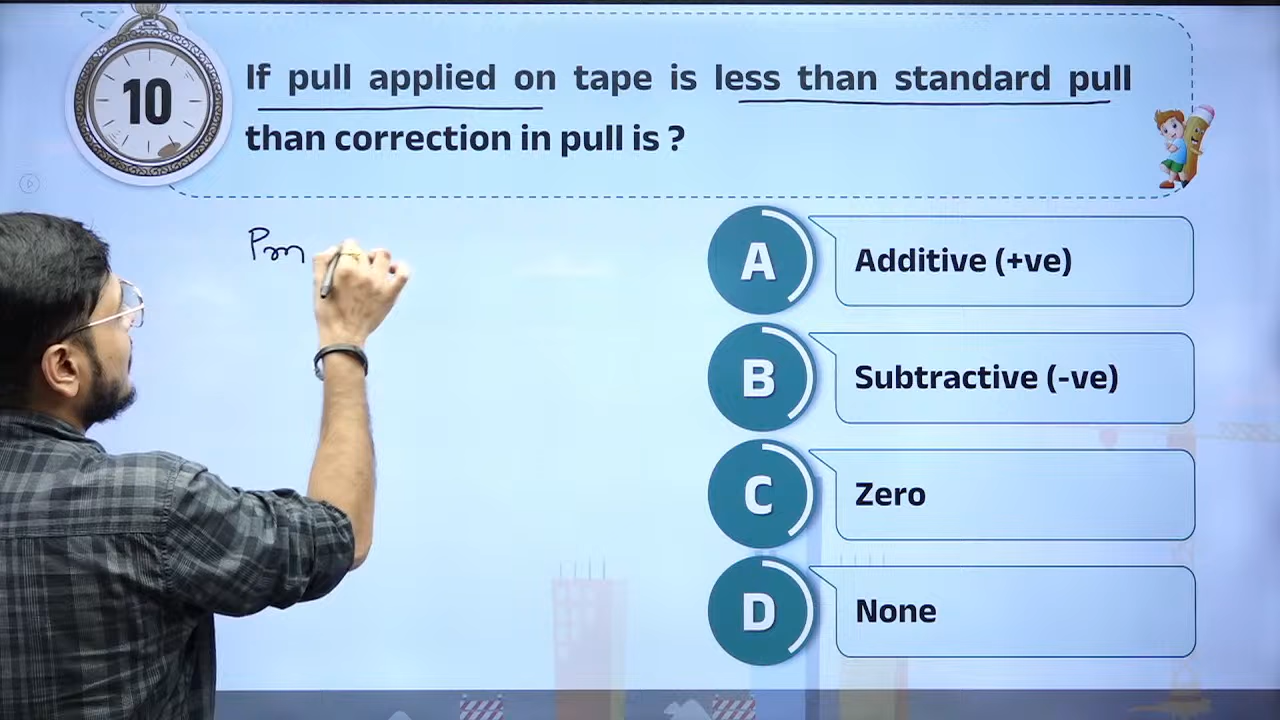 10
If pull applied on tape is less than standard pull
than correction in pull is ?
Pm
A
Additive (+ve)
B
Subtractive (-ve)
C
Zero
D
None